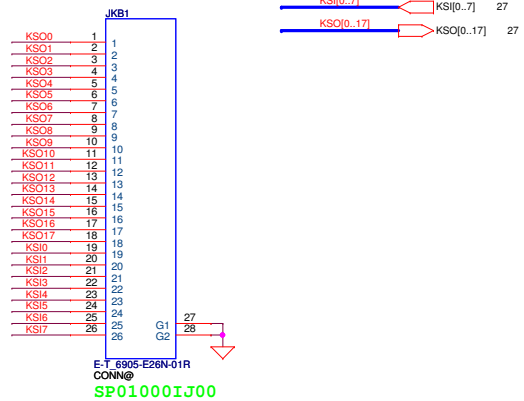 JKB1
KSI[0..7] KSI[0..7] 27
KSO[0..17] KSO[0..17] 27
KSO0 1 1
KSO1 2 2
KSO2 3 3
KSO3 4 4
KSO4 5 5
KSO5 6 6
KSO6 7 7
KSO7 8 8
KSO8 9 9
KSO9 10 10
KSO10 11 11
KSO11 12 12
KSO12 13 13
KSO13 14 14
KSO14 15 15
KSO15 16 16
KSO16 17 17
KSO17 18 18
KSI0 19 19
KSI1 20 20
KSI2 21 21
KSI3 22 22
KSI4 23 23
KSI5 24 24
KSI6 25 25 G1 27
KSI7 26 26 G2 28
E-T_6905-E26N-01R
CONN@
SP01000IJ00